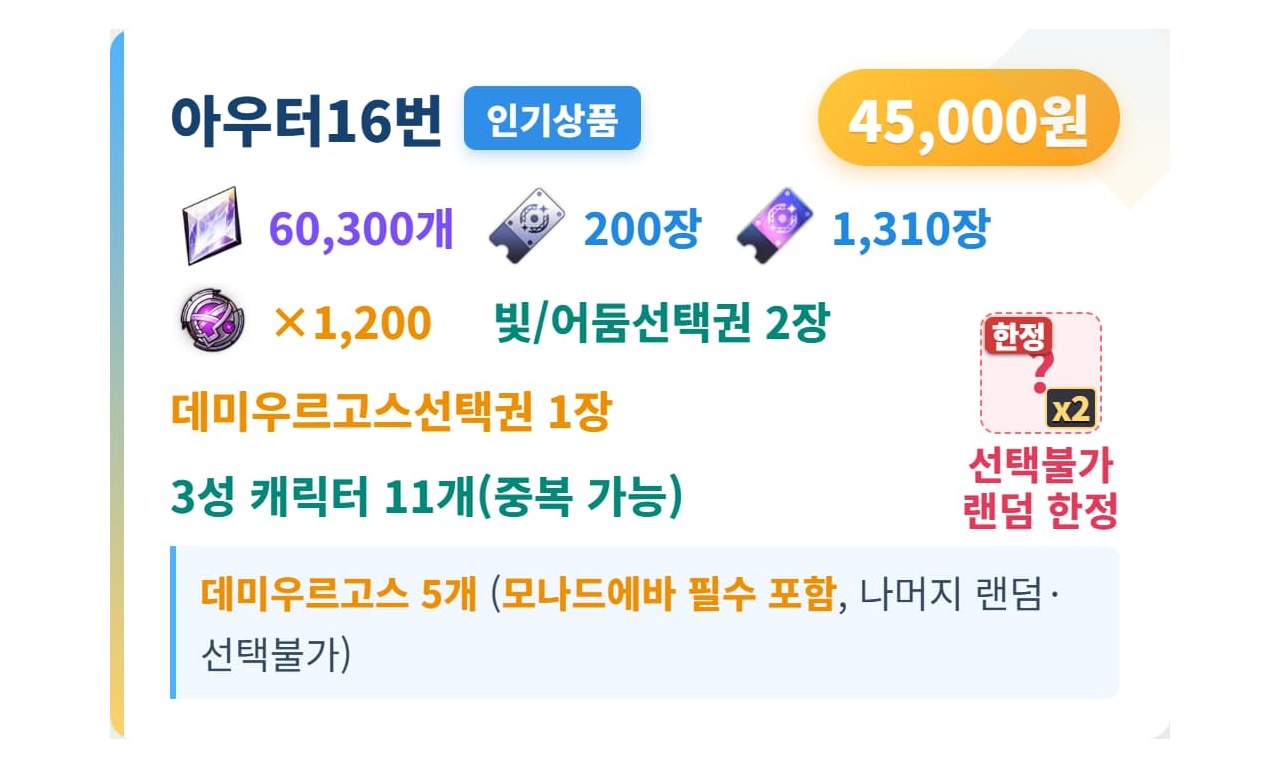 아우터16번 인기상품 45,000원
60,300개 200장 1,310장
×1,200 빛/어둠선택권 2장
한정
?
x2
데미우르고스선택권 1장
선택불가
랜덤 한정
3성 캐릭터 11개(중복 가능)
데미우르고스 5개 (모나드에바 필수 포함, 나머지 랜덤·
선택불가)